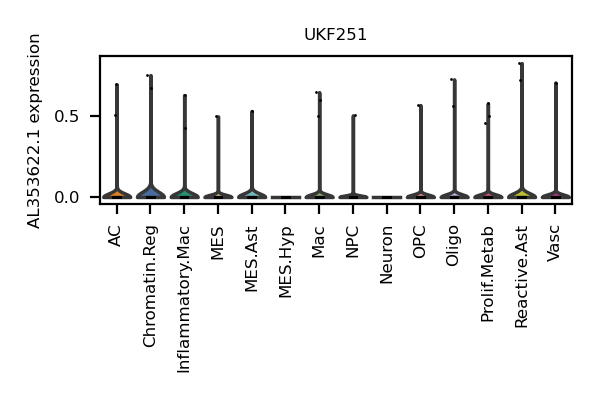 UKF251
AL353622.1 expression
0.5
0.0
AC
Chromatin.Reg
Inflammatory.Mac
MES
MES.Ast
MES.Hyp
Mac
NPC
Neuron
OPC
Oligo
Prolif.Metab
Reactive.Ast
Vasc